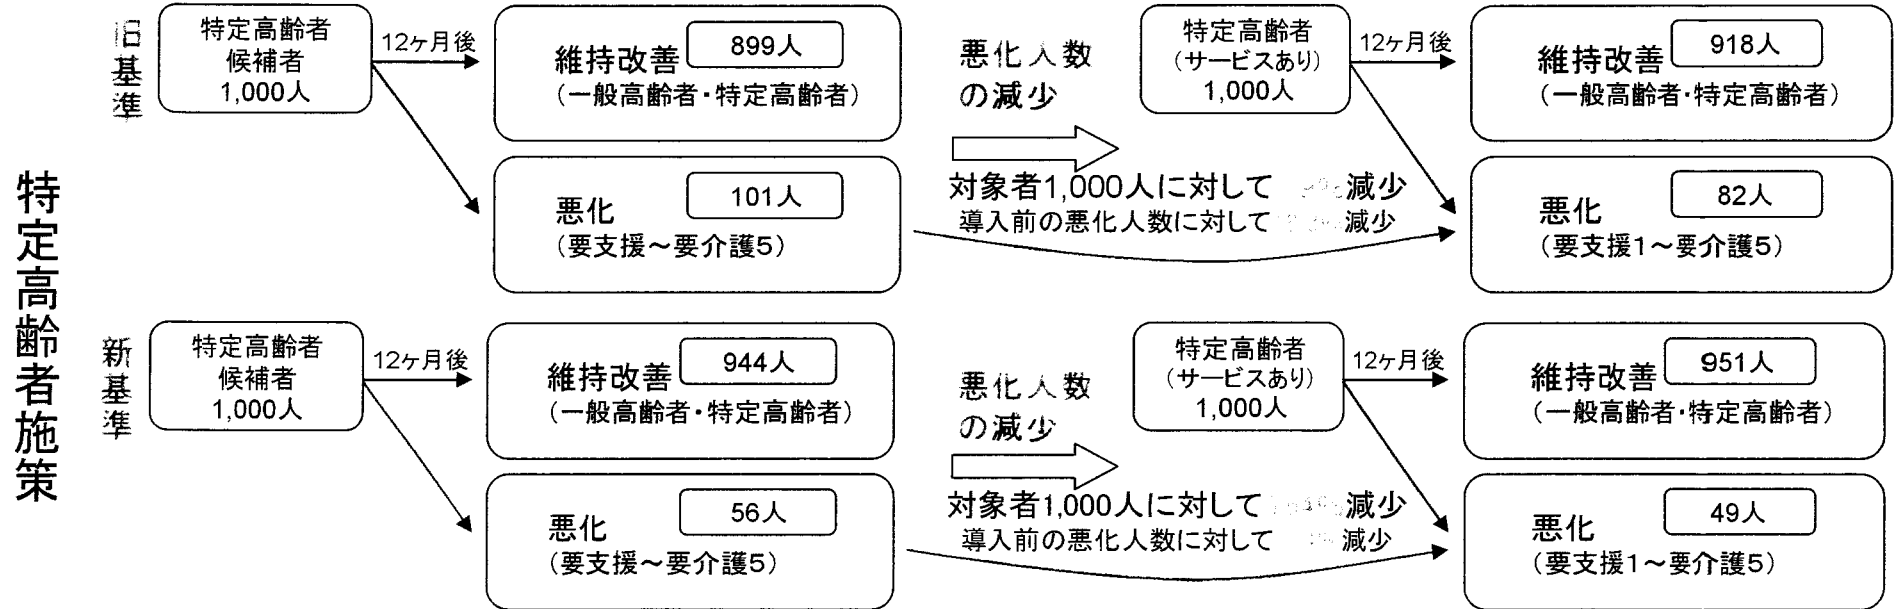 特定高齢者施策
旧基準
特定高齢者
候補者
1,000人
12ヶ月後
維持改善 899人
（一般高齢者・特定高齢者）
悪化 101人
（要支援～要介護5）
悪化人数
の減少
対象者1,000人に対して 減少
導入前の悪化人数に対して 減少
特定高齢者
（サービスあり）
1,000人
12ヶ月後
維持改善 918人
（一般高齢者・特定高齢者）
悪化 82人
（要支援1～要介護5）
新基準
特定高齢者
候補者
1,000人
12ヶ月後
維持改善 944人
（一般高齢者・特定高齢者）
悪化 56人
（要支援～要介護5）
悪化人数
の減少
対象者1,000人に対して 減少
導入前の悪化人数に対して 減少
特定高齢者
（サービスあり）
1,000人
12ヶ月後
維持改善 951人
（一般高齢者・特定高齢者）
悪化 49人
（要支援1～要介護5）